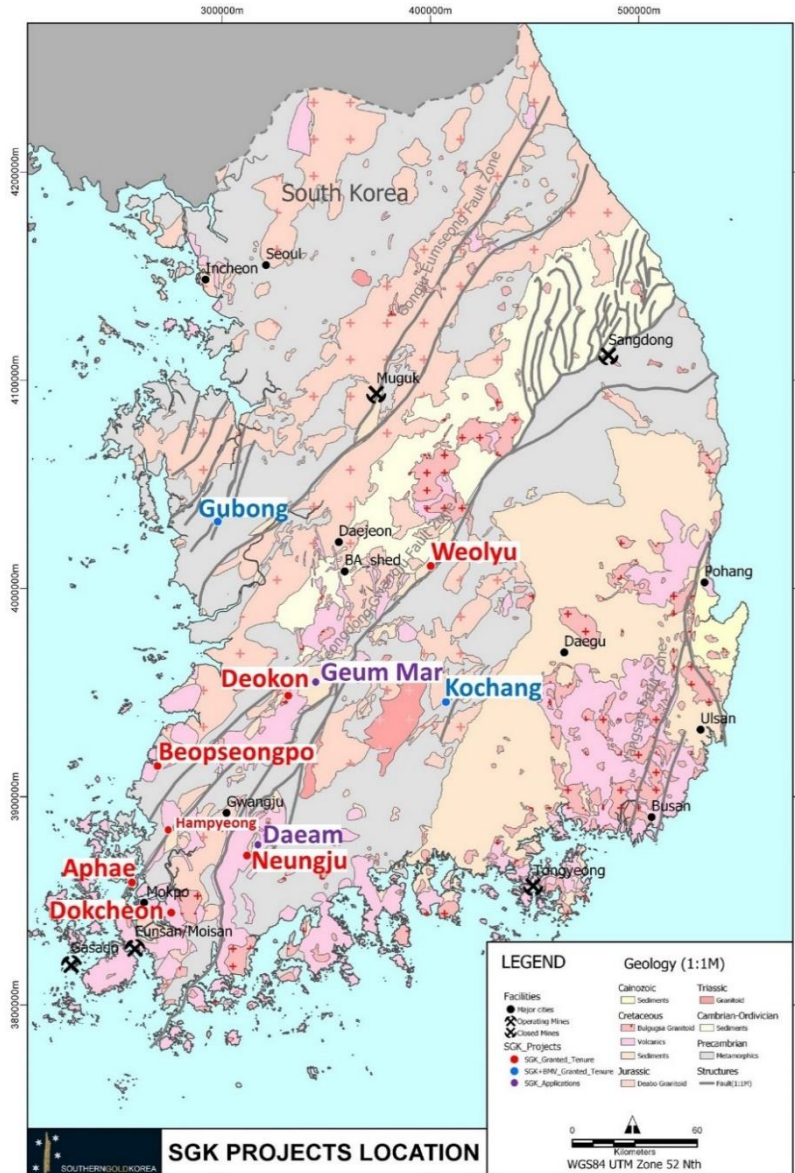 300000m
400000m
500000m
4200000m
4100000m
4000000m
3900000m
3800000m
South Korea
Seoul
Incheon
Gongju-Eumseong Fault Zone
Sangdong
Muguk
Gubong
Daejeon
BA_shed
Weolyu
Pohang
Daegu
Geum Mar
Deokon
Kochang
Ulsan
Beopseongpo
Gwangju
Hampyeong
Busan
Daeam
Neungju
Aphae
Mokpo
Dokcheon
Tongyeong
Eunsan/Moisan
Gasado
LEGEND
Facilities
Major cities
Operating Mines
Closed Mines
SGK_Projects
SGK_Granted_Tenure
SGK+BMV_Granted_Tenure
SGK_Applications
Geology (1:1M)
Cainozoic
Sediments
Cretaceous
Bulgugsa Granitoid
Volcanics
Sediments
Jurassic
Deabo Granitoid
Triassic
Granitoid
Cambrian-Ordivician
Sediments
Precambrian
Metamorphics
Structures
Fault(1:1M)
0 60
Kilometers
WGS84 UTM Zone 52 Nth
SOUTHERNGOLDKOREA
SGK PROJECTS LOCATION